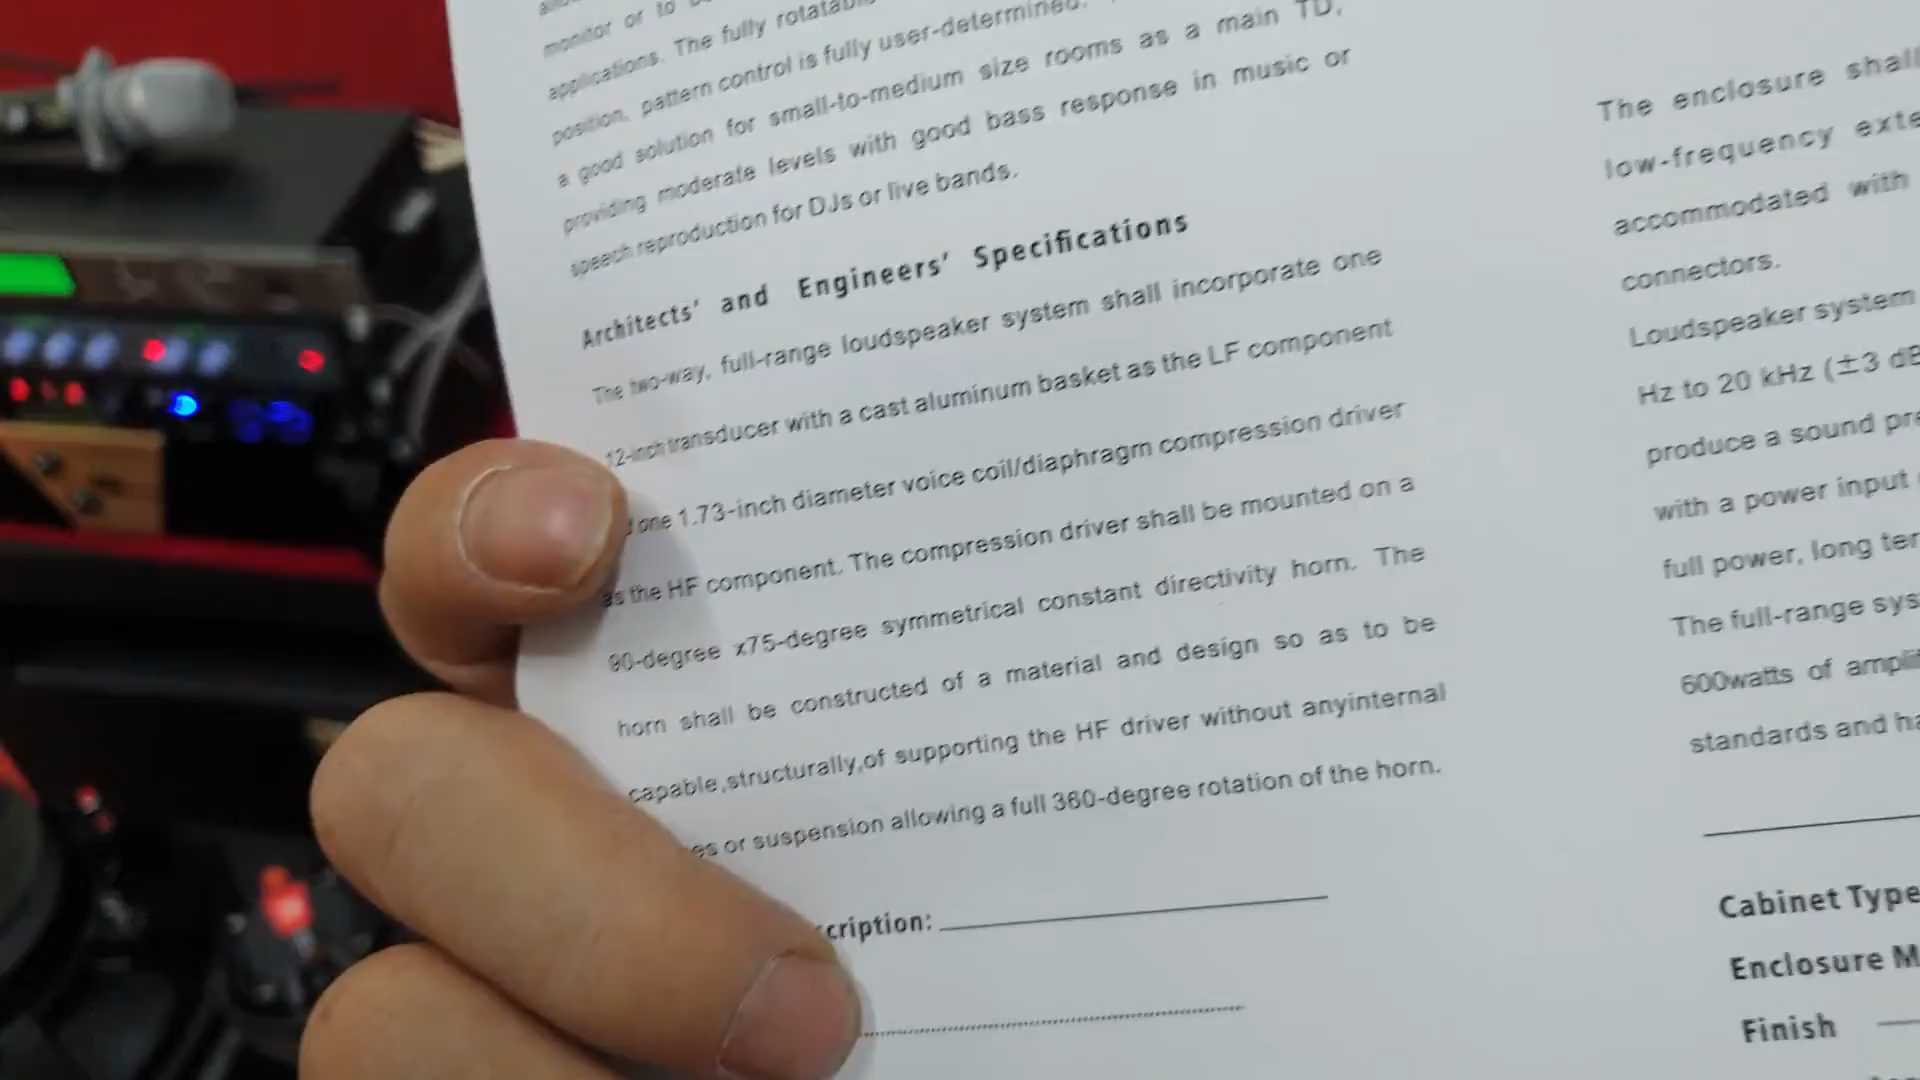 monitor or to
applications. The fully
position, pattern control is fully user-determined.
a good solution for small-to-medium size rooms as a main TD,
providing moderate levels with good bass response in music or
speech reproduction for DJs or live bands.
Architects' and Engineers' Specifications
The two-way, full-range loudspeaker system shall incorporate one
12-inch transducer with a cast aluminum basket as the LF component
one 1.73-inch diameter voice coil/diaphragm compression driver
as the HF component. The compression driver shall be mounted on a
90-degree x75-degree symmetrical constant directivity horn. The
horn shall be constructed of a material and design so as to be
capable,structurally,of supporting the HF driver without anyinternal
es or suspension allowing a full 360-degree rotation of the horn.
cription:
The enclosure shall
low-frequency exte
accommodated with
connectors.
Loudspeaker system
Hz to 20 kHz (±3 dB
produce a sound pre
with a power input
full power, long ter
The full-range sys
600watts of amplif
standards and ha
Cabinet Type
Enclosure M
Finish